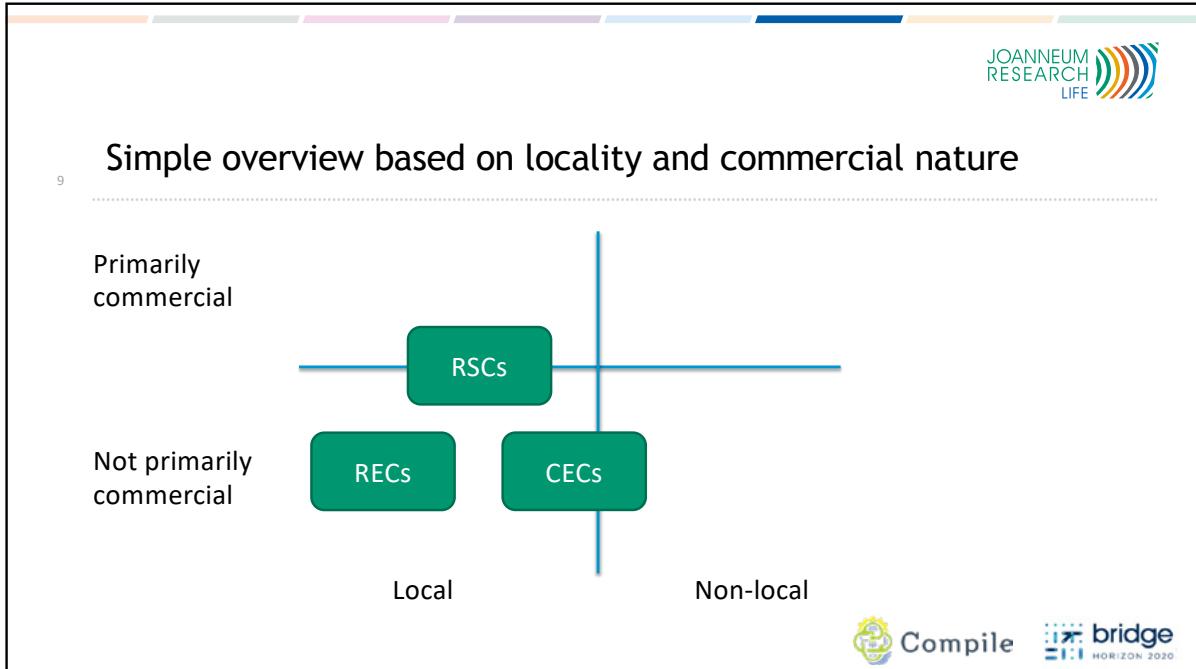 JOANNEUM
RESEARCH
LIFE
Simple overview based on locality and commercial nature
9
Primarily
commercial
RSCs
Not primarily
commercial
RECs
CECs
Local
Non-local
Compile
bridge
HORIZON 2020